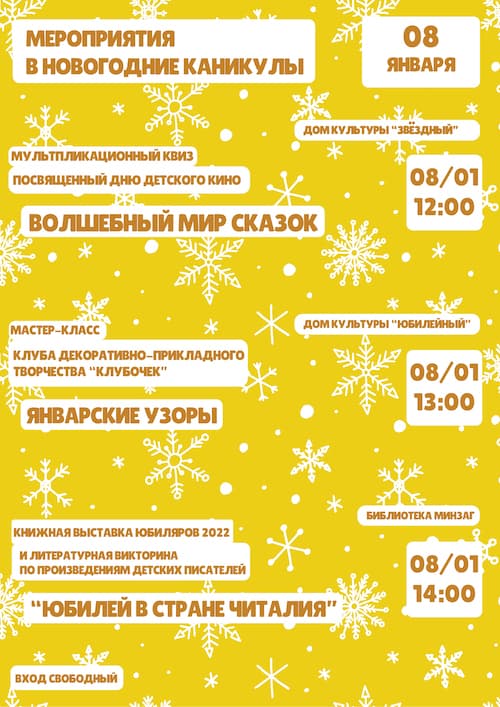 МЕРОПРИЯТИЯ
В НОВОГОДНИЕ КАНИКУЛЫ
08
ЯНВАРЯ
ДОМ КУЛЬТУРЫ "ЗВЁЗДНЫЙ"
МУЛЬТПЛИКАЦИОННЫЙ КВИЗ
ПОСВЯЩЕННЫЙ ДНЮ ДЕТСКОГО КИНО
ВОЛШЕБНЫЙ МИР СКАЗОК
08/01
12:00
ДОМ КУЛЬТУРЫ "ЮБИЛЕЙНЫЙ"
МАСТЕР-КЛАСС
КЛУБА ДЕКОРАТИВНО-ПРИКЛАДНОГО
ТВОРЧЕСТВА "КЛУБОЧЕК"
ЯНВАРСКИЕ УЗОРЫ
08/01
13:00
БИБЛИОТЕКА МИНЗАГ
КНИЖНАЯ ВЫСТАВКА ЮБИЛЯРОВ 2022
И ЛИТЕРАТУРНАЯ ВИКТОРИНА
ПО ПРОИЗВЕДЕНИЯМ ДЕТСКИХ ПИСАТЕЛЕЙ
"ЮБИЛЕЙ В СТРАНЕ ЧИТАЛИЯ"
08/01
14:00
ВХОД СВОБОДНЫЙ